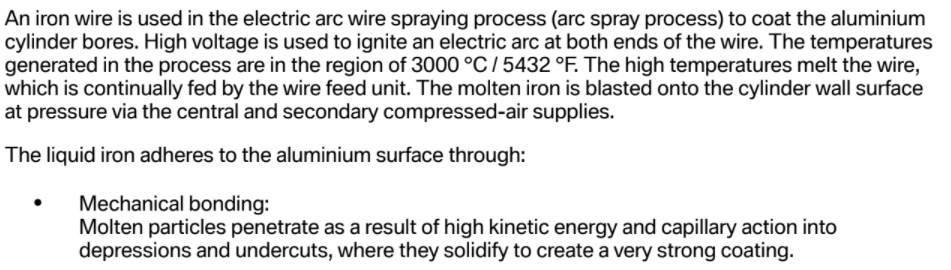 An iron wire is used in the electric arc wire spraying process (arc spray process) to coat the aluminium
cylinder bores. High voltage is used to ignite an electric arc at both ends of the wire. The temperatures
generated in the process are in the region of 3000 °C / 5432 °F. The high temperatures melt the wire,
which is continually fed by the wire feed unit. The molten iron is blasted onto the cylinder wall surface
at pressure via the central and secondary compressed-air supplies.
The liquid iron adheres to the aluminium surface through:
• Mechanical bonding:
Molten particles penetrate as a result of high kinetic energy and capillary action into
depressions and undercuts, where they solidify to create a very strong coating.